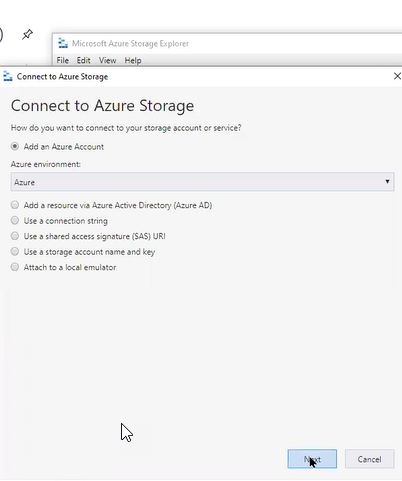 Microsoft Azure Storage Explorer
File Edit View Help
Connect to Azure Storage
Connect to Azure Storage
How do you want to connect to your storage account or service?
Add an Azure Account
Azure environment:
Azure
Add a resource via Azure Active Directory (Azure AD)
Use a connection string
Use a shared access signature (SAS) URI
Use a storage account name and key
Attach to a local emulator
Next Cancel